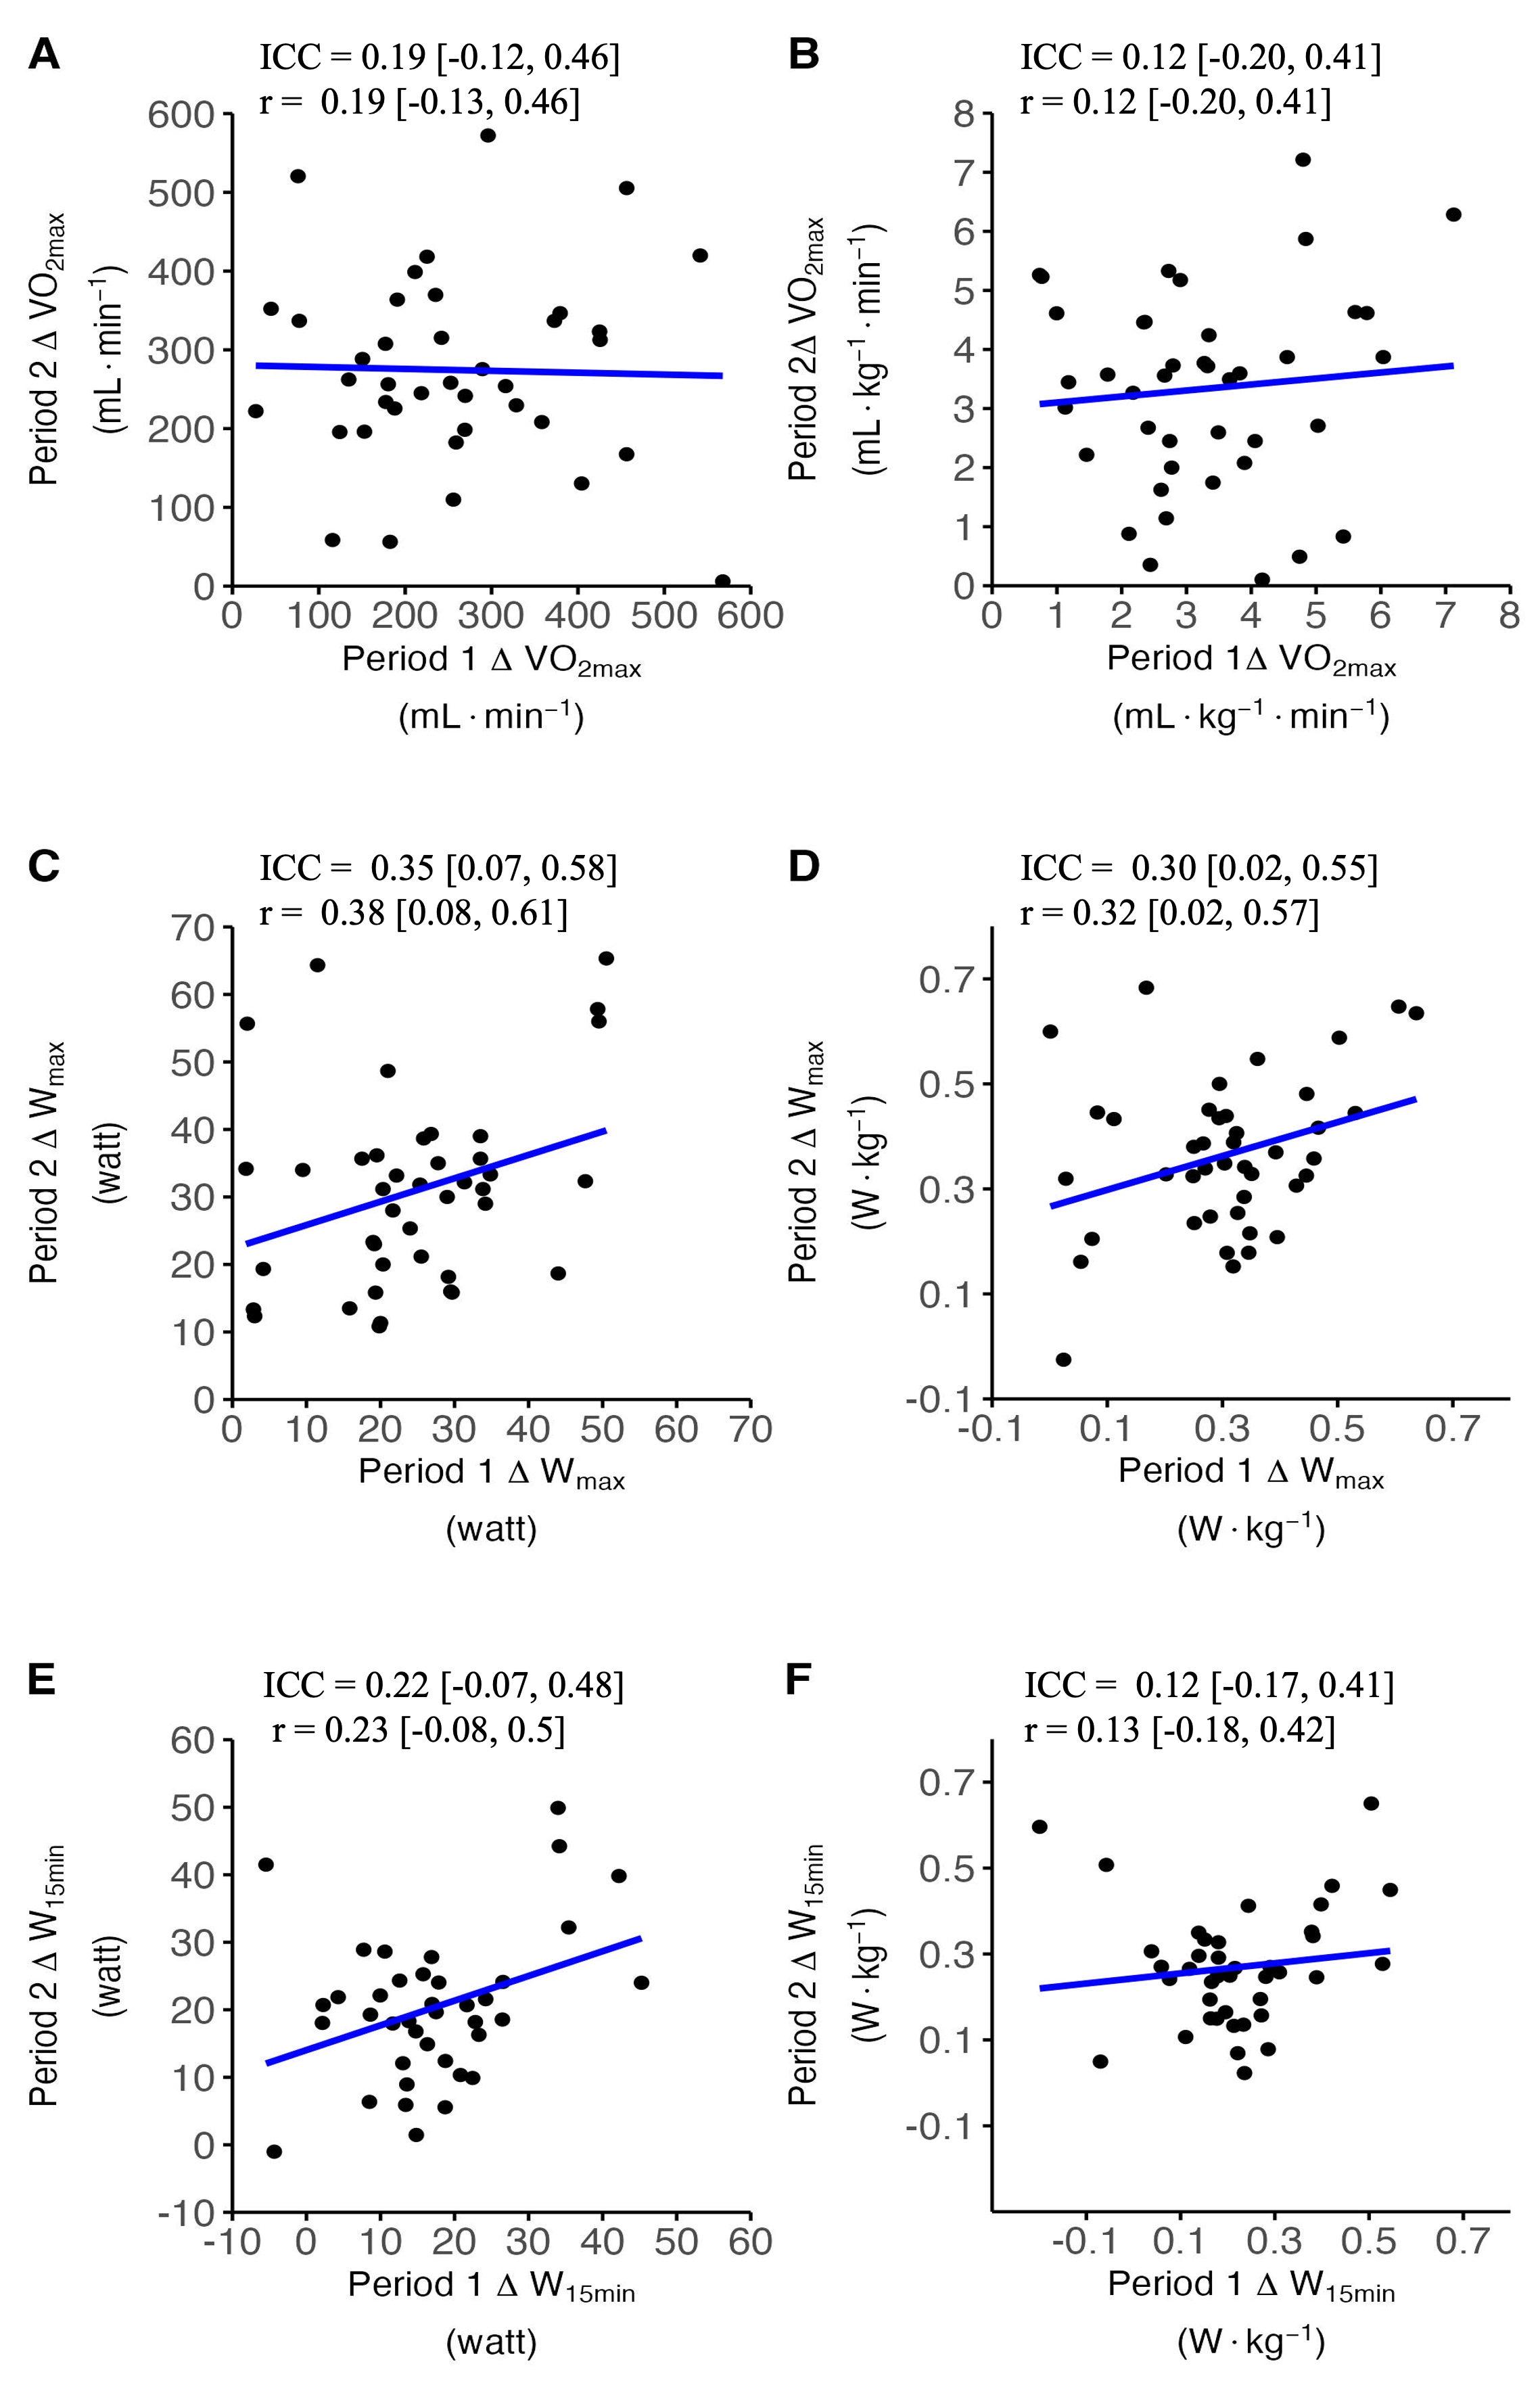 A
ICC = 0.19 [-0.12, 0.46]
r =  0.19 [-0.13, 0.46]
600
500
400
300
200
100
0
Period 2 Δ VO₂max
(mL · min⁻¹)
0 100 200 300 400 500 600
Period 1 Δ VO₂max
(mL · min⁻¹)
B
ICC = 0.12 [-0.20, 0.41]
r = 0.12 [-0.20, 0.41]
8
7
6
5
4
3
2
1
0
Period 2Δ VO₂max
(mL · kg⁻¹ · min⁻¹)
0 1 2 3 4 5 6 7 8
Period 1Δ VO₂max
(mL · kg⁻¹ · min⁻¹)
C
ICC =  0.35 [0.07, 0.58]
r =  0.38 [0.08, 0.61]
70
60
50
40
30
20
10
0
Period 2 Δ Wmax
(watt)
0 10 20 30 40 50 60 70
Period 1 Δ Wmax
(watt)
D
ICC =  0.30 [0.02, 0.55]
r = 0.32 [0.02, 0.57]
0.7
0.5
0.3
0.1
-0.1
Period 2 Δ Wmax
(W · kg⁻¹)
-0.1 0.1 0.3 0.5 0.7
Period 1 Δ Wmax
(W · kg⁻¹)
E
ICC = 0.22 [-0.07, 0.48]
r = 0.23 [-0.08, 0.5]
60
50
40
30
20
10
0
-10
Period 2 Δ W15min
(watt)
-10 0 10 20 30 40 50 60
Period 1 Δ W15min
(watt)
F
ICC =  0.12 [-0.17, 0.41]
r = 0.13 [-0.18, 0.42]
0.7
0.5
0.3
0.1
-0.1
Period 2 Δ W15min
(W · kg⁻¹)
-0.1 0.1 0.3 0.5 0.7
Period 1 Δ W15min
(W · kg⁻¹)